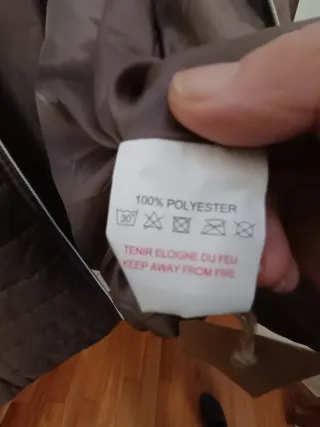 100% POLYESTER
30°
TENIR ELOIGNE DU FEU
KEEP AWAY FROM FIRE